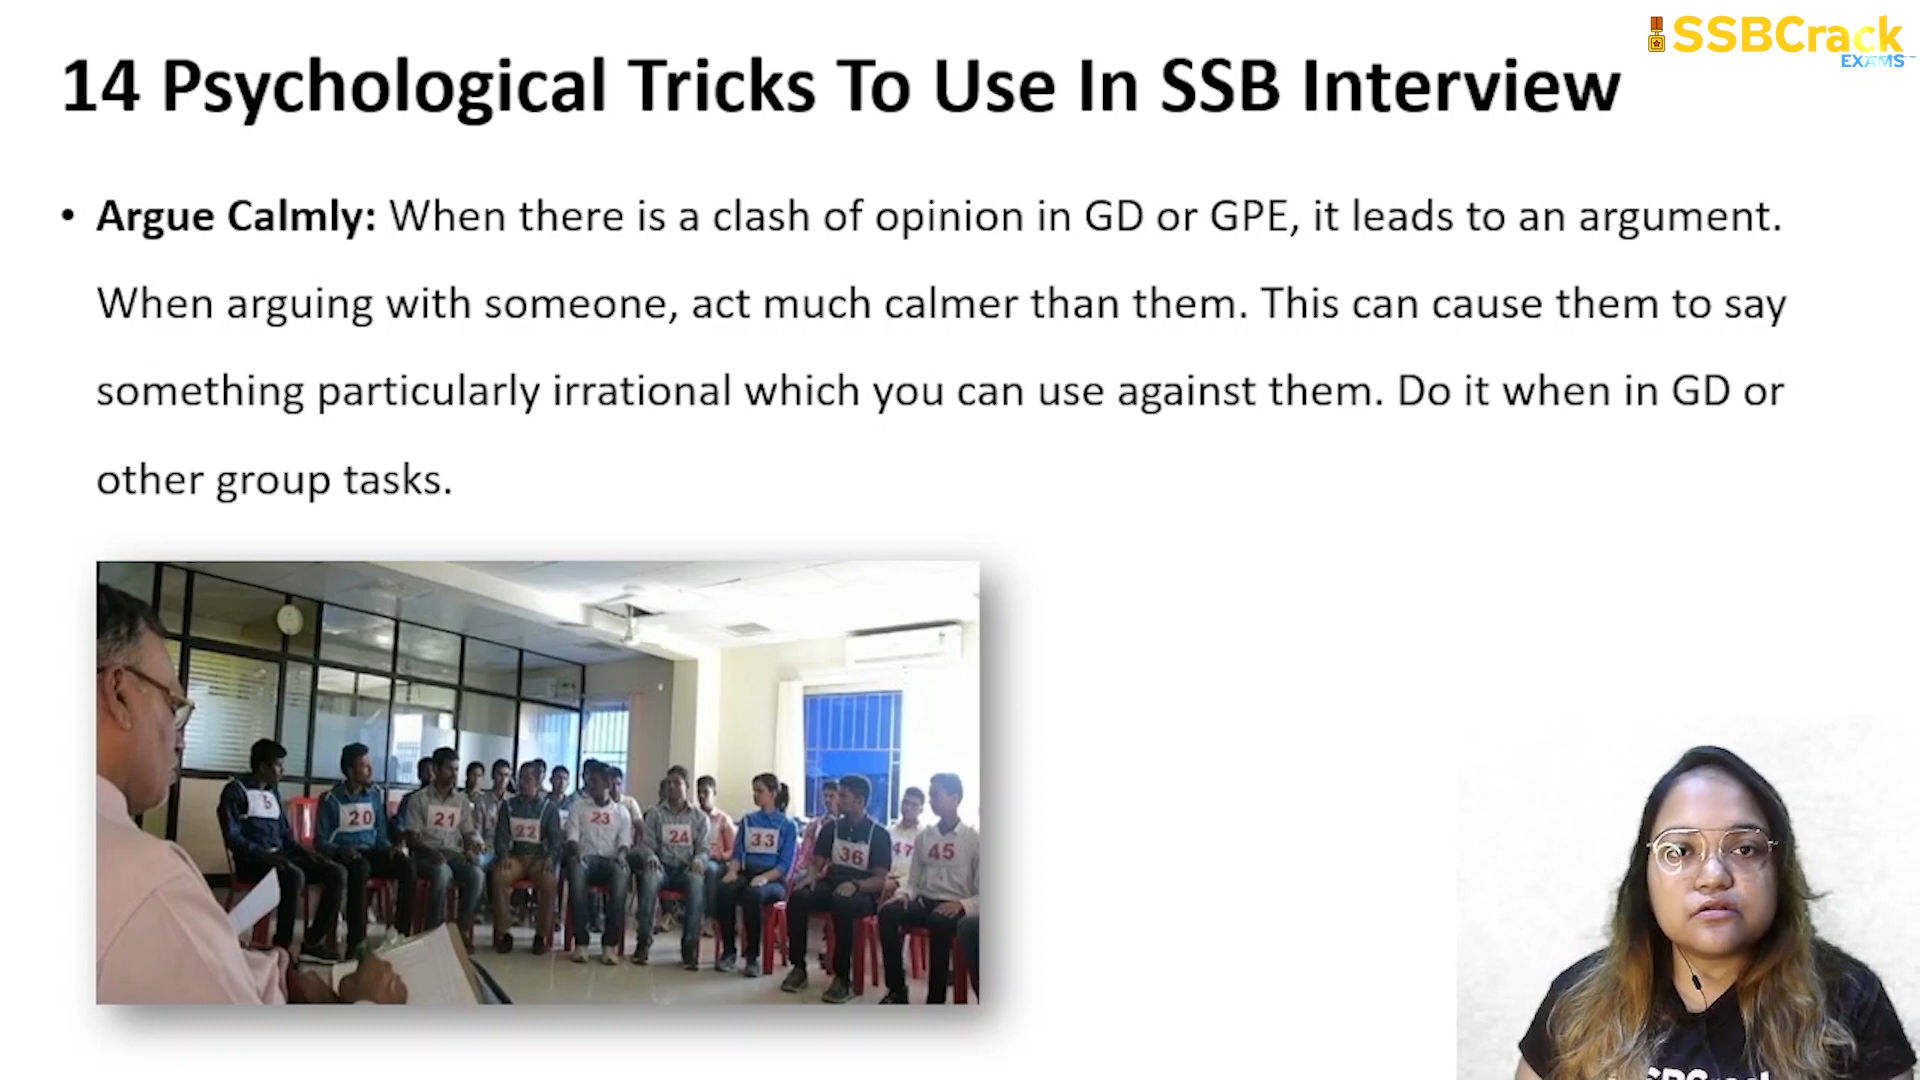 SSBCrack
EXAMS
14 Psychological Tricks To Use In SSB Interview
• Argue Calmly: When there is a clash of opinion in GD or GPE, it leads to an argument.
When arguing with someone, act much calmer than them. This can cause them to say
something particularly irrational which you can use against them. Do it when in GD or
other group tasks.
20
21
22
23
24
33
36
47
45